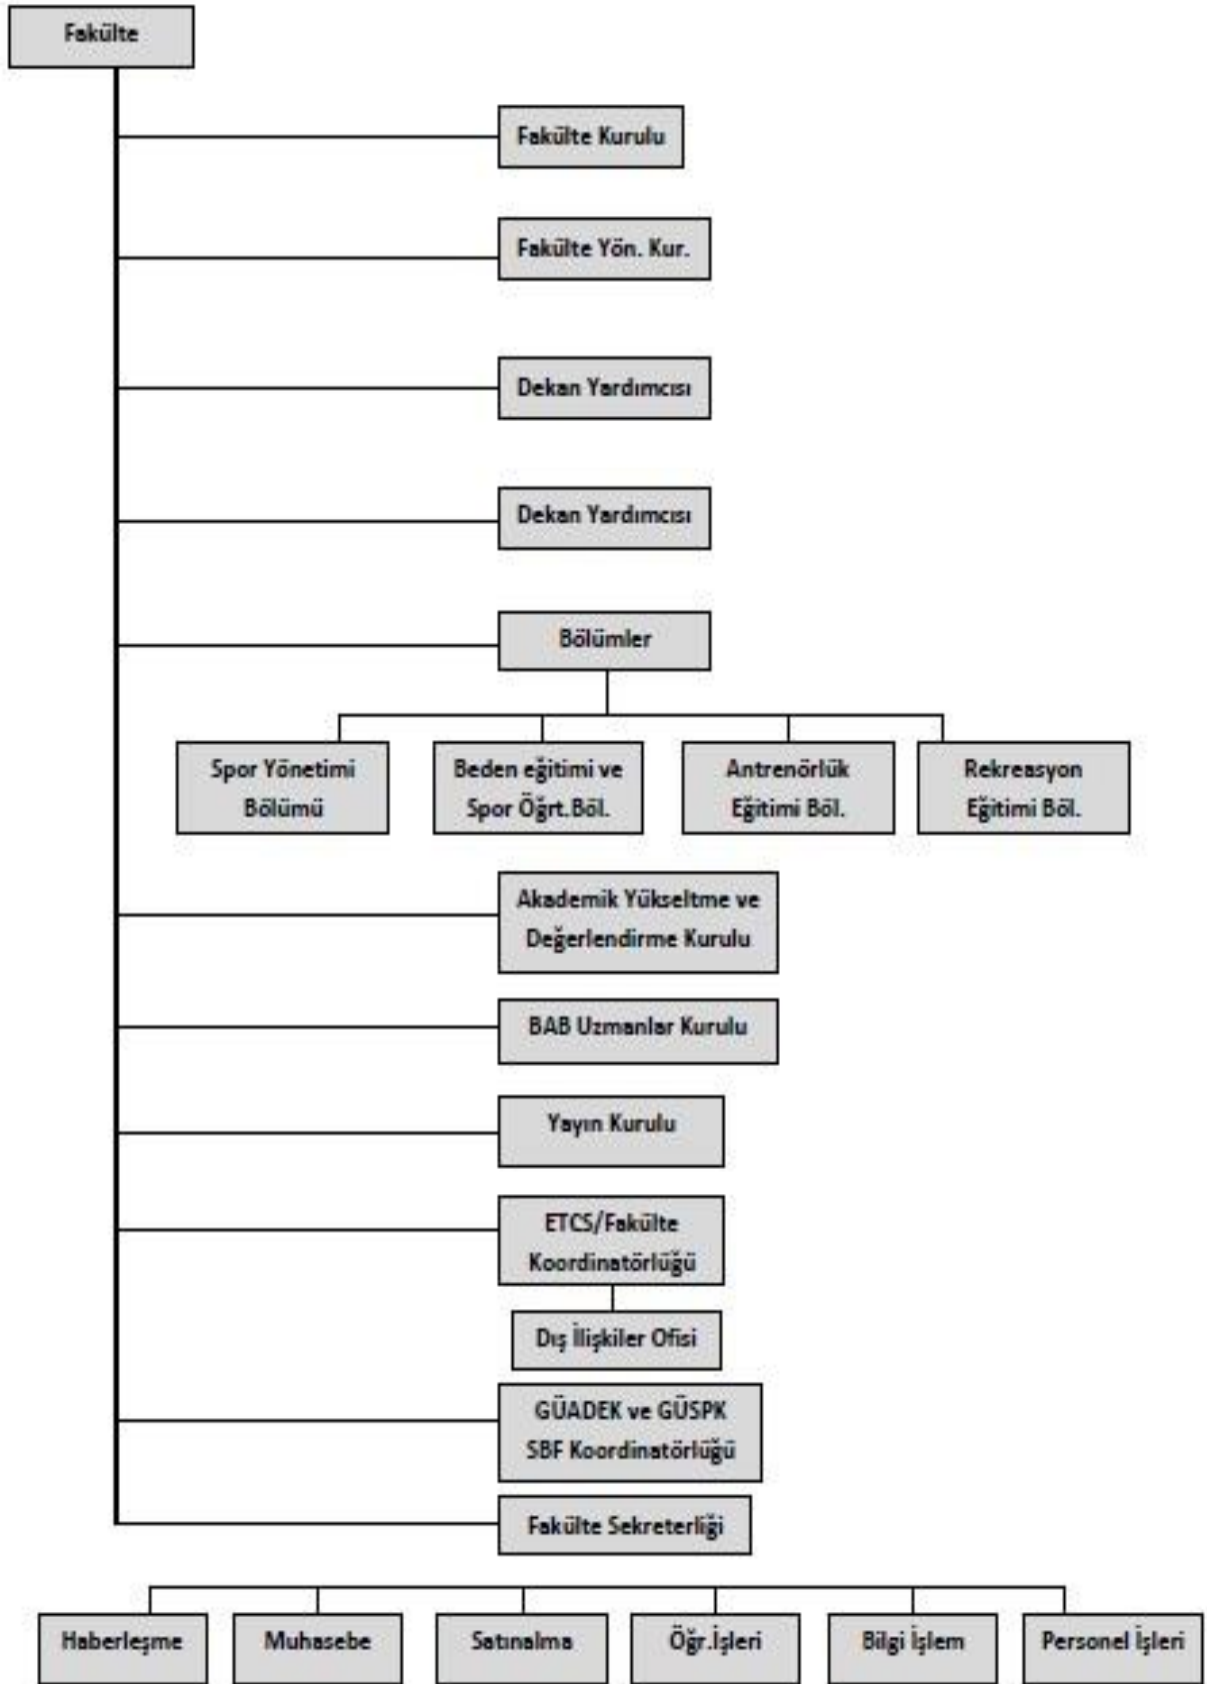 Fakülte
Fakülte Kurulu
Fakülte Yön. Kur.
Dekan Yardımcısı
Dekan Yardımcısı
Bölümler
Spor Yönetimi
Bölümü
Beden eğitimi ve
Spor Öğrt.Böl.
Antrenörlük
Eğitimi Böl.
Rekreasyon
Eğitimi Böl.
Akademik Yükseltme ve
Değerlendirme Kurulu
BAB Uzmanlar Kurulu
Yayın Kurulu
ETCS/Fakülte
Koordinatörlüğü
Dış İlişkiler Ofisi
GÜADEK ve GÜSPK
SBF Koordinatörlüğü
Fakülte Sekreterliği
Haberleşme
Muhasebe
Satınalma
Öğr.İşleri
Bilgi İşlem
Personel İşleri